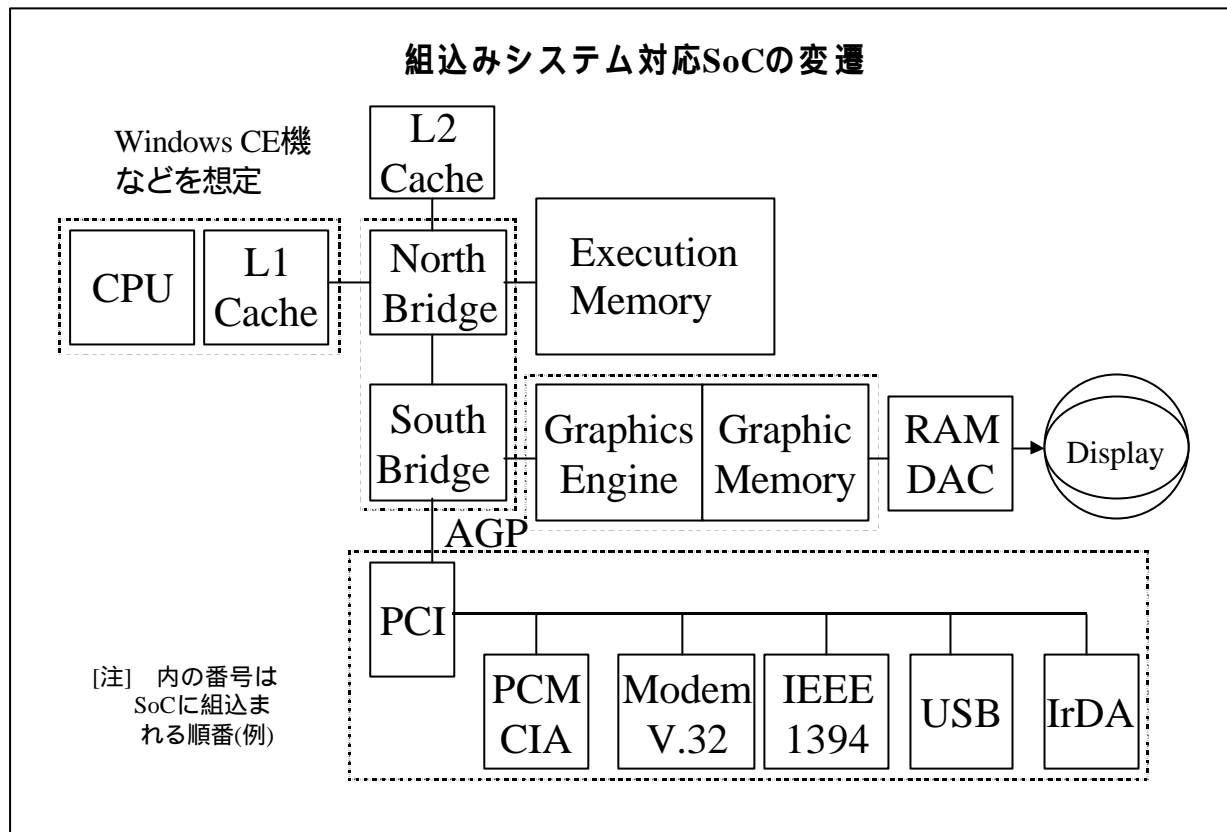 組込みシステム対応SoCの変遷
Windows CE機
などを想定
L2
Cache
CPU
L1
Cache
North
Bridge
Execution
Memory
South
Bridge
Graphics
Engine
Graphic
Memory
RAM
DAC
Display
AGP
PCI
PCM
CIA
Modem
V.32
IEEE
1394
USB
IrDA
[注] 内の番号は
SoCに組込ま
れる順番(例)